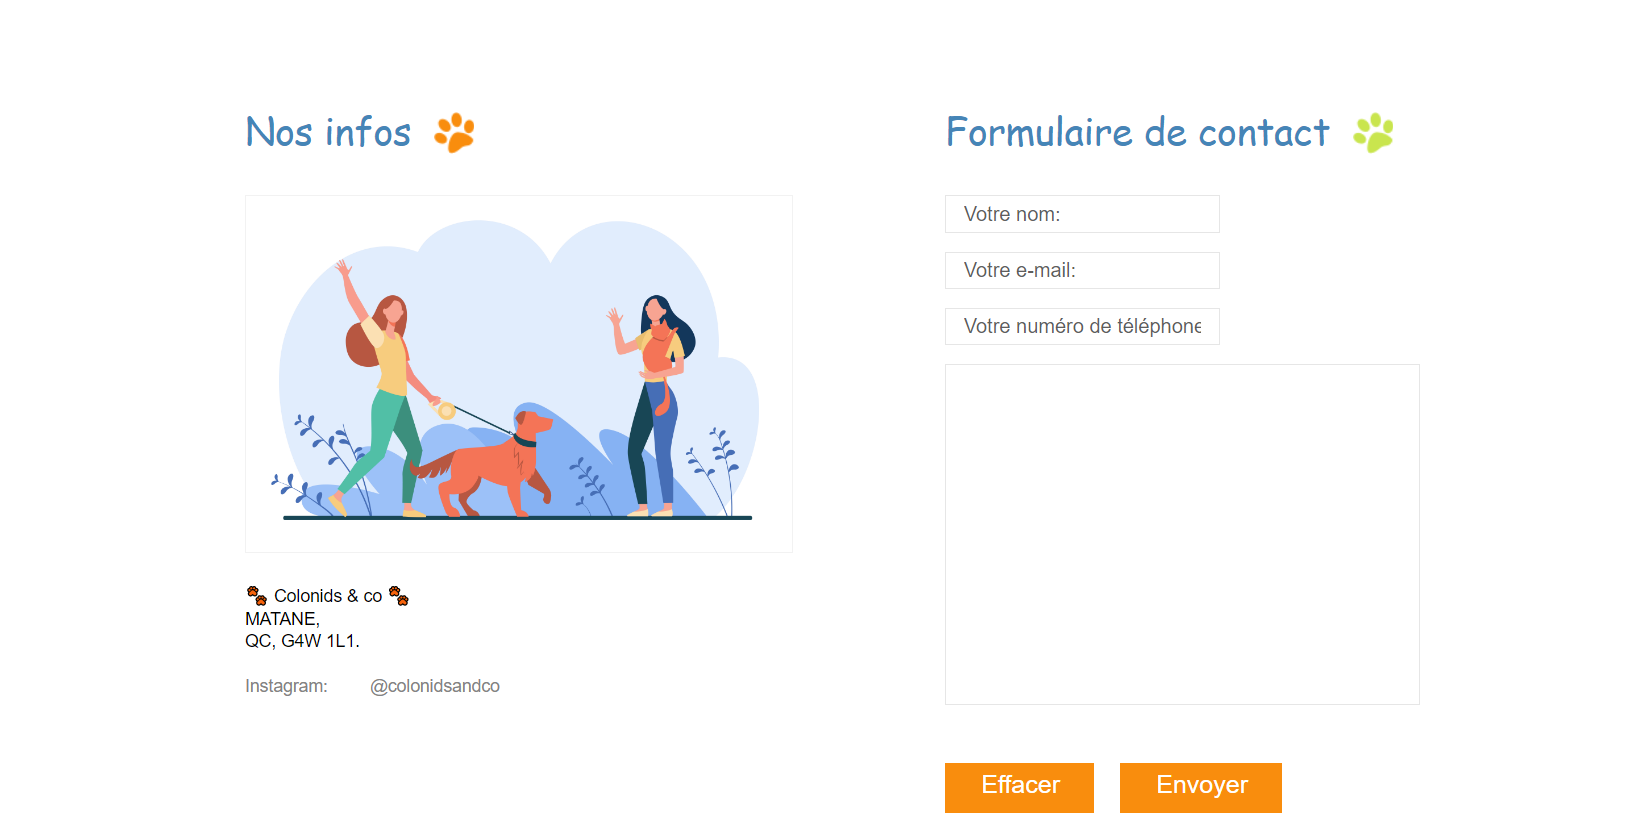 Nos infos
Colonids & co
MATANE,
QC, G4W 1L1.
Instagram: @colonidsandco
Formulaire de contact
Votre nom:
Votre e-mail:
Votre numéro de téléphone
Effacer
Envoyer